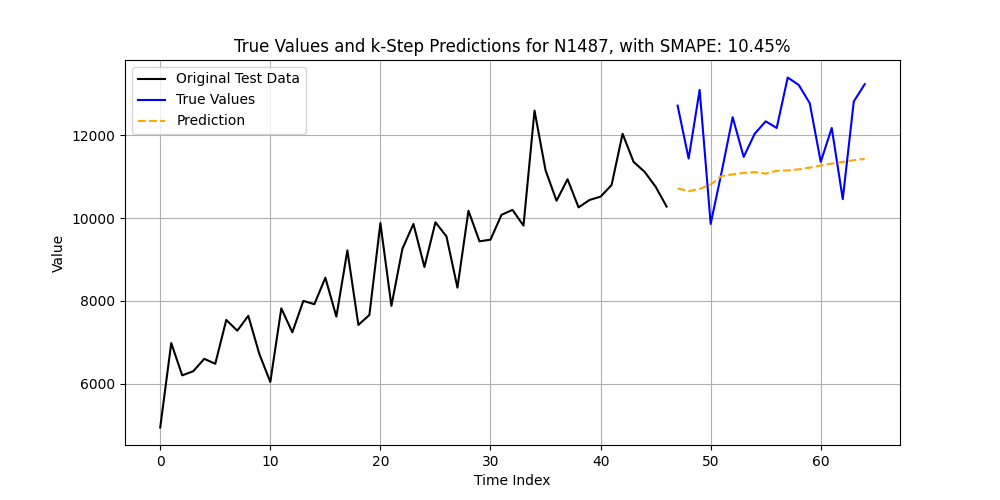 True Values and k-Step Predictions for N1487, with SMAPE: 10.45%
Original Test Data
True Values
Prediction
12000
10000
8000
6000
Value
0 10 20 30 40 50 60
Time Index